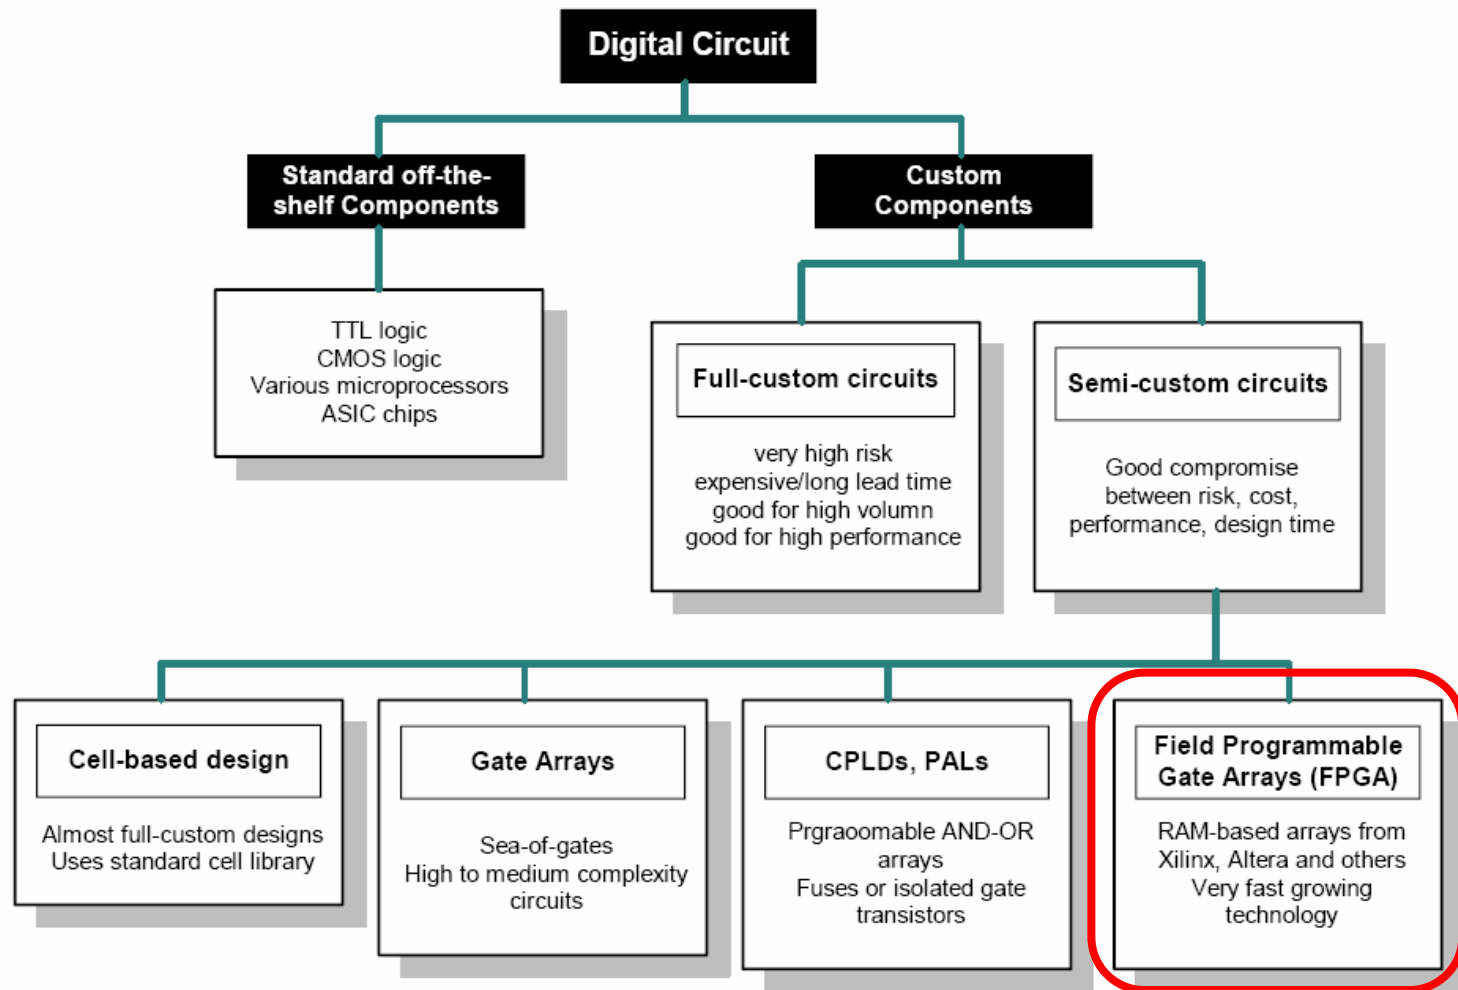 Digital Circuit
Standard off-the-
shelf Components
Custom
Components
TTL logic
CMOS logic
Various microprocessors
ASIC chips
Full-custom circuits
very high risk
expensive/long lead time
good for high volumn
good for high performance
Semi-custom circuits
Good compromise
between risk, cost,
performance, design time
Cell-based design
Almost full-custom designs
Uses standard cell library
Gate Arrays
Sea-of-gates
High to medium complexity
circuits
CPLDs, PALs
Prgraoomable AND-OR
arrays
Fuses or isolated gate
transistors
Field Programmable
Gate Arrays (FPGA)
RAM-based arrays from
Xilinx, Altera and others
Very fast growing
technology